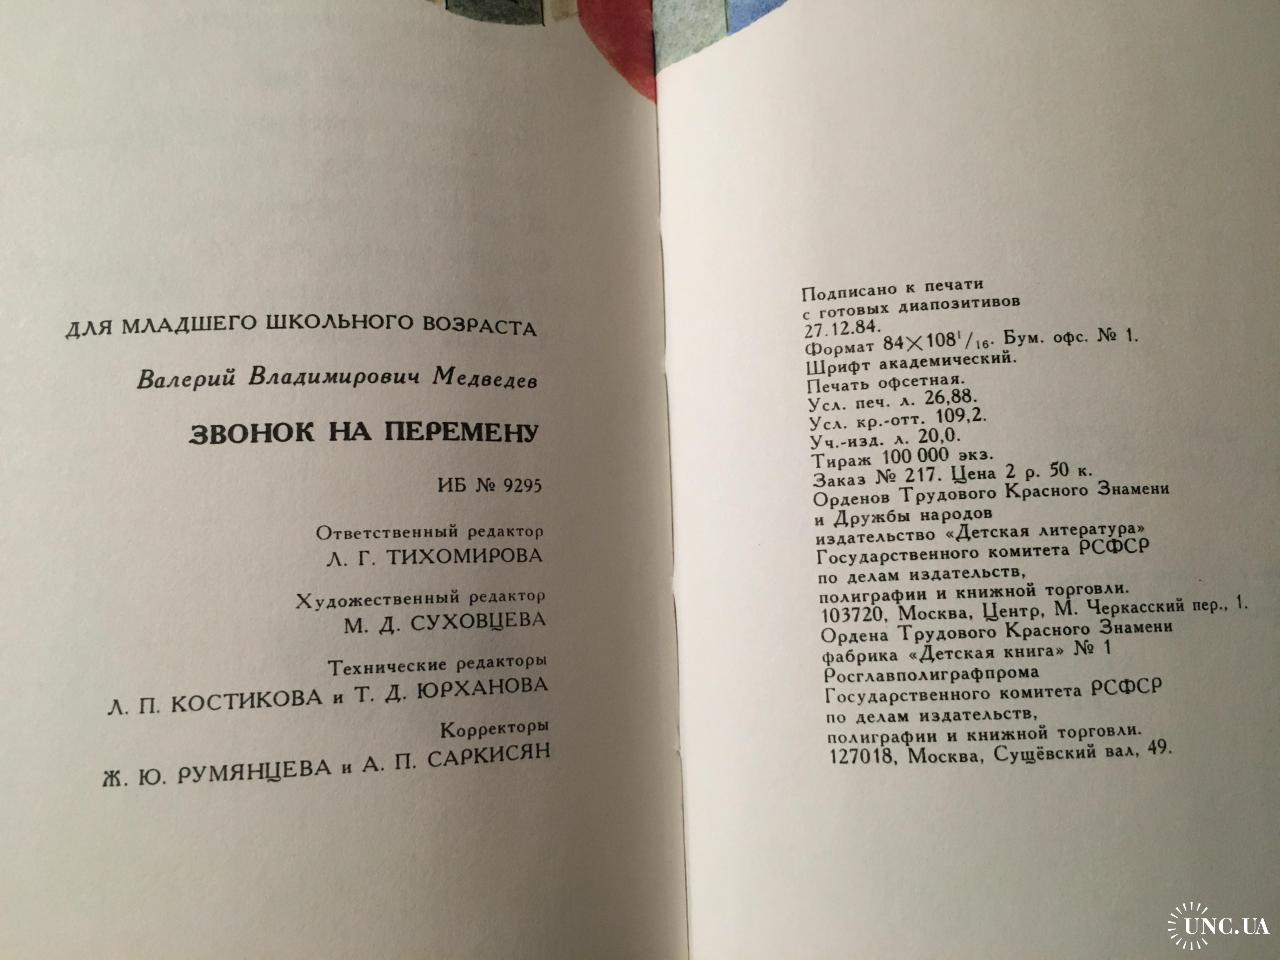 ДЛЯ МЛАДШЕГО ШКОЛЬНОГО ВОЗРАСТА
Валерий Владимирович Медведев
ЗВОНОК НА ПЕРЕМЕНУ
ИБ № 9295
Ответственный редактор
Л. Г. ТИХОМИРОВА
Художественный редактор
М. Д. СУХОВЦЕВА
Технические редакторы
Л. П. КОСТИКОВА и Т. Д. ЮРХАНОВА
Корректоры
Ж. Ю. РУМЯНЦЕВА и А. П. САРКИСЯН
Подписано к печати
с готовых диапозитивов
27.12.84.
Формат 84×108¹/₁₆. Бум. офс. № 1.
Шрифт академический.
Печать офсетная.
Усл. печ. л. 26,88.
Усл. кр.-отт. 109,2.
Уч.-изд. л. 20,0.
Тираж 100 000 экз.
Заказ № 217. Цена 2 р. 50 к.
Орденов Трудового Красного Знамени
и Дружбы народов
издательство «Детская литература»
Государственного комитета РСФСР
по делам издательств,
полиграфии и книжной торговли.
103720, Москва, Центр, М. Черкасский пер., 1.
Ордена Трудового Красного Знамени
фабрика «Детская книга» № 1
Росглавполиграфпрома
Государственного комитета РСФСР
по делам издательств,
полиграфии и книжной торговли.
127018, Москва, Сущёвский вал, 49.
UNC.UA